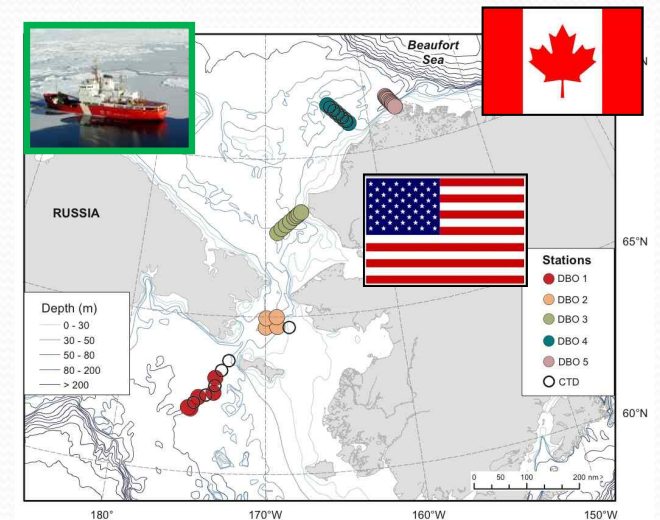 Beaufort
Sea
N
RUSSIA
65°N
Stations
DBO 1
DBO 2
DBO 3
DBO 4
DBO 5
CTD
Depth (m)
0 - 30
30 - 50
50 - 80
80 - 200
> 200
60°N
0 50 100 200 nm
180°
170°W
160°W
150°W